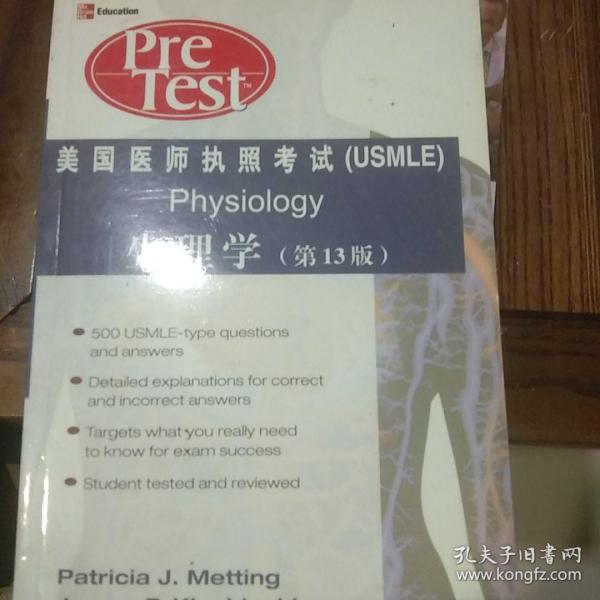 Education
Pre
Test™
美国医师执照考试(USMLE)
Physiology
生理学(第13版)
500 USMLE-type questions
and answers
Detailed explanations for correct
and incorrect answers
Targets what you really need
to know for exam success
Student tested and reviewed
Patricia J. Metting
孔夫子旧书网
www.kongfz.com